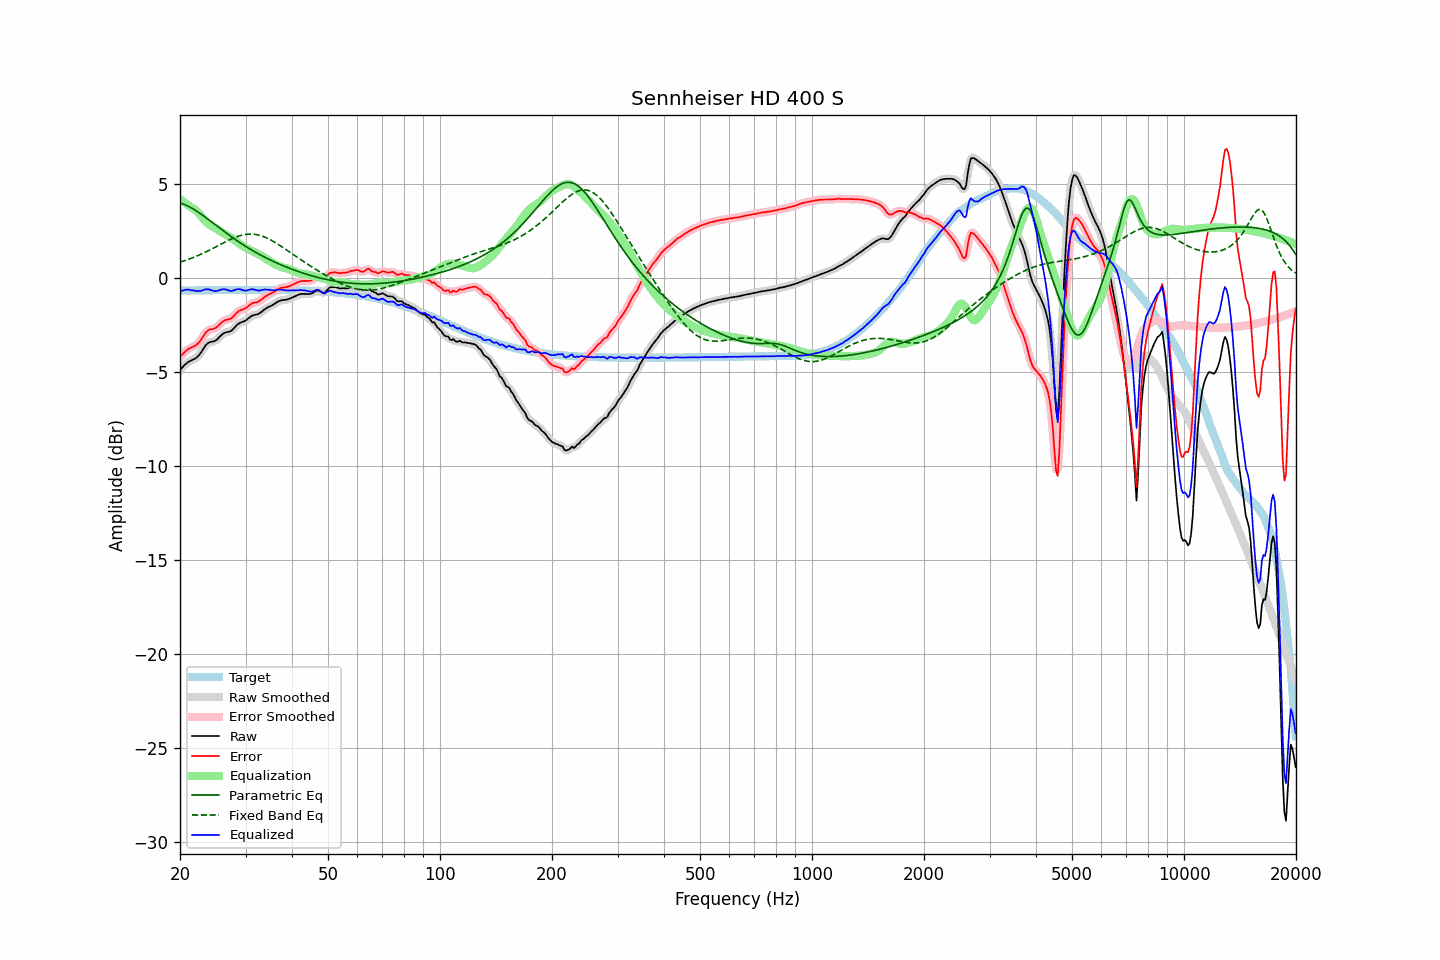 Sennheiser HD 400 S
Amplitude (dBr)
5
0
−5
−10
−15
−20
−25
−30
Target
Raw Smoothed
Error Smoothed
Raw
Error
Equalization
Parametric Eq
Fixed Band Eq
Equalized
20 50 100 200 500 1000 2000 5000 10000 20000
Frequency (Hz)